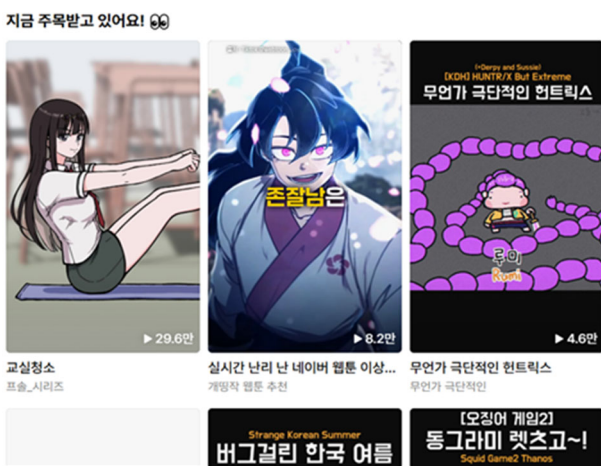 지금 주목받고 있어요! 👀
존잘남은
(+Derpy and Sussie)
[KDH] HUNTR/X But Extreme
무언가 극단적인 헌트릭스
루미
Rumi
29.6만
8.2만
4.6만
교실청소
프솔_시리즈
실시간 난리 난 네이버 웹툰 이상...
개띵작 웹툰 추천
무언가 극단적인 헌트릭스
무언가 극단적인
Strange Korean Summer
버그걸린 한국 여름
[오징어 게임2]
동그라미 렛츠고~!
Squid Game2 Thanos